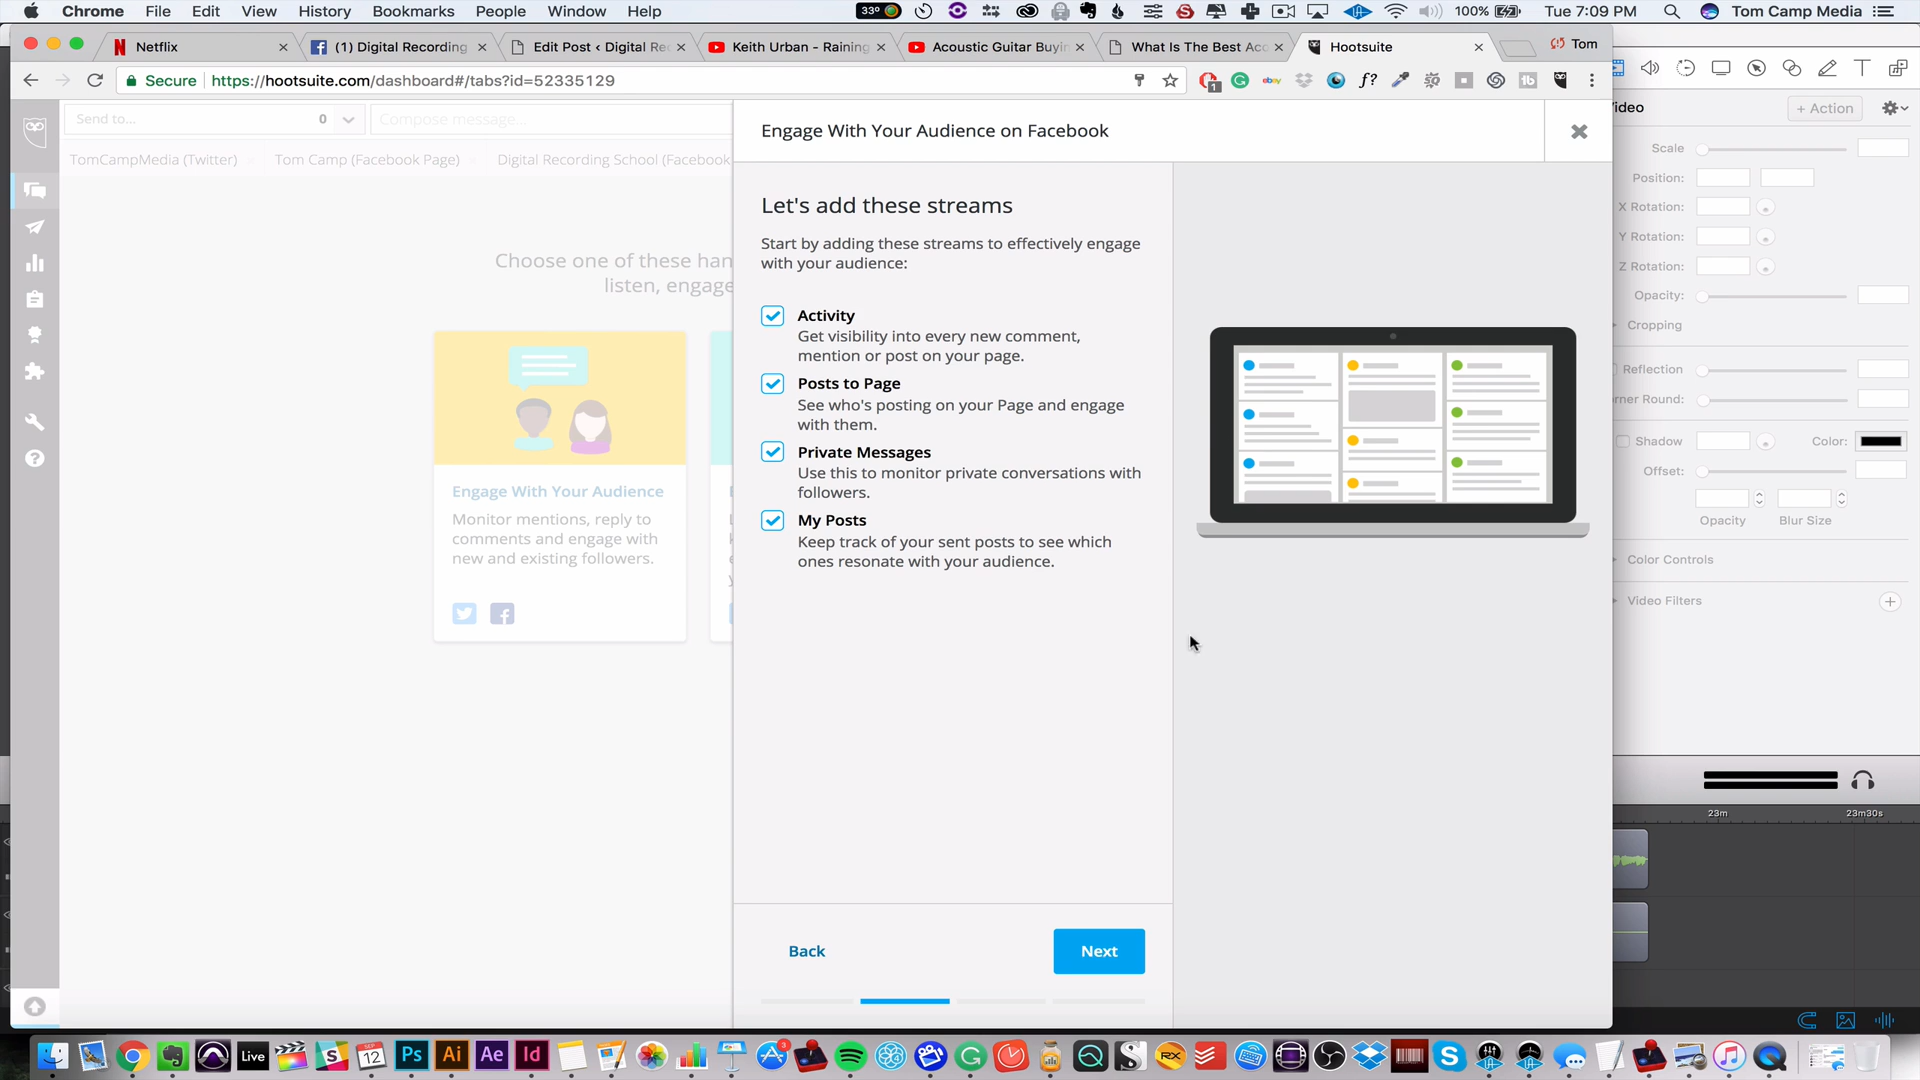 Chrome File Edit View History Bookmarks People Window Help 33° 100% Tue 7:09 PM Tom Camp Media
Netflix (1) Digital Recording Edit Post ‹ Digital Re Keith Urban - Raining Acoustic Guitar Buyin What Is The Best Aco Hootsuite Tom
Secure https://hootsuite.com/dashboard#/tabs?id=52335129
Send to... 0 Compose message...
TomCampMedia (Twitter) Tom Camp (Facebook Page) Digital Recording School (Facebook
Choose one of these han
listen, engage
Engage With Your Audience
Monitor mentions, reply to
comments and engage with
new and existing followers.
Engage With Your Audience on Facebook
Let's add these streams
Start by adding these streams to effectively engage
with your audience:
Activity
Get visibility into every new comment,
mention or post on your page.
Posts to Page
See who's posting on your Page and engage
with them.
Private Messages
Use this to monitor private conversations with
followers.
My Posts
Keep track of your sent posts to see which
ones resonate with your audience.
Back Next
ideo + Action
Scale
Position:
X Rotation:
Y Rotation:
Z Rotation:
Opacity:
Cropping
Reflection
rner Round:
Shadow Color:
Offset:
Opacity Blur Size
Color Controls
Video Filters
23m 23m30s
SEP
12
Live Ps Ai Ae Id RX 3